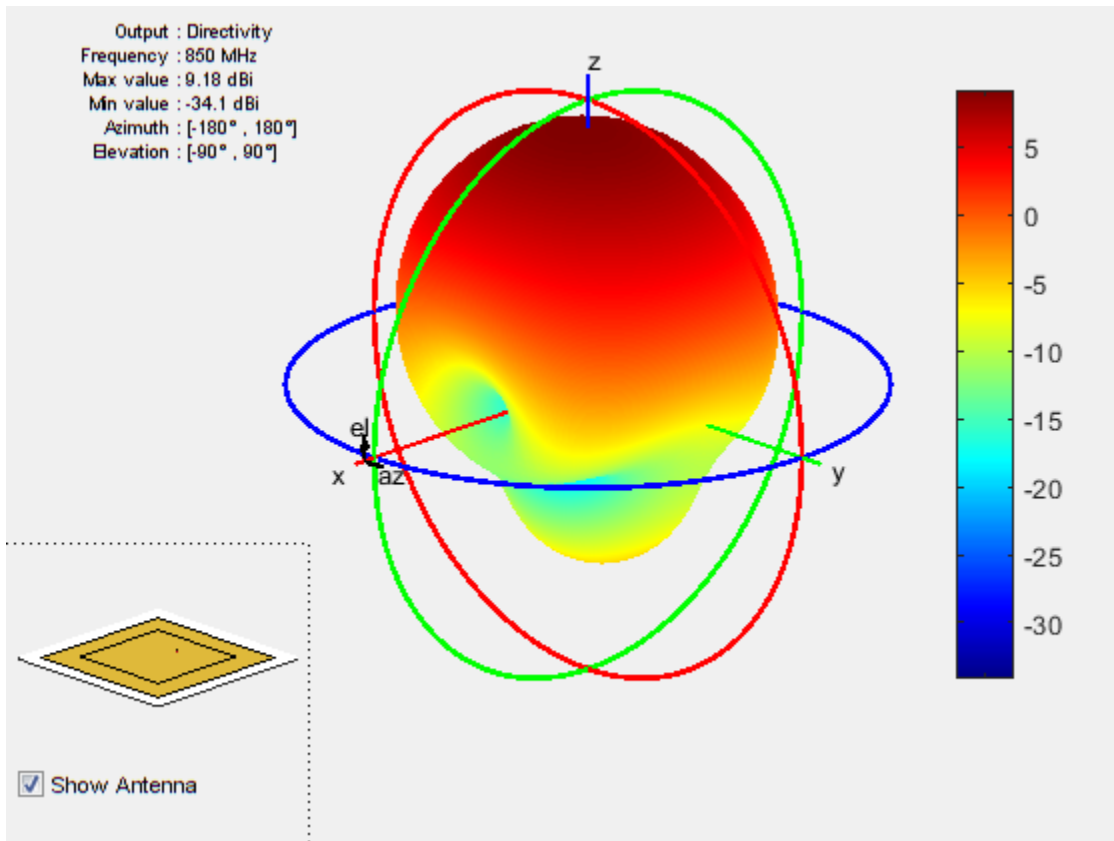 Output : Directivity
Frequency : 850 MHz
Max value : 9.18 dBi
Min value : -34.1 dBi
Azimuth : [-180° , 180°]
Elevation : [-90° , 90°]
z
5
0
-5
-10
-15
-20
-25
-30
el
x
az
y
Show Antenna